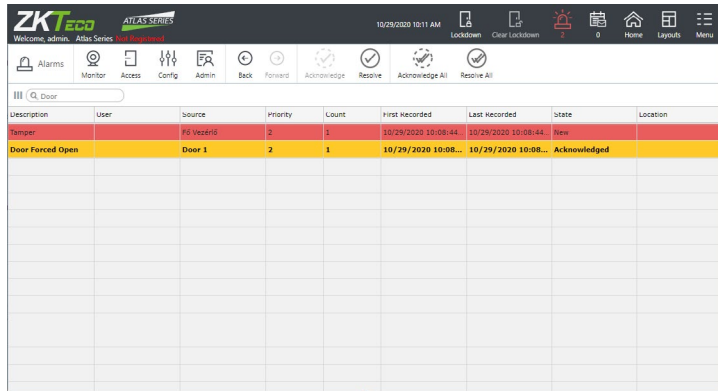 ZKTeco ATLAS SERIES
10/29/2020 10:11 AM
Welcome, admin. Atlas Series Not Registered
Lockdown Clear Lockdown 2 0 Home Layouts Menu
Alarms
Monitor Access Config Admin Back Forward Acknowledge Resolve Acknowledge All Resolve All
Door
Description User Source Priority Count First Recorded Last Recorded State Location
Tamper Fő Vezérlő 2 1 10/29/2020 10:08:44... 10/29/2020 10:08:44... New
Door Forced Open Door 1 2 1 10/29/2020 10:08... 10/29/2020 10:08... Acknowledged